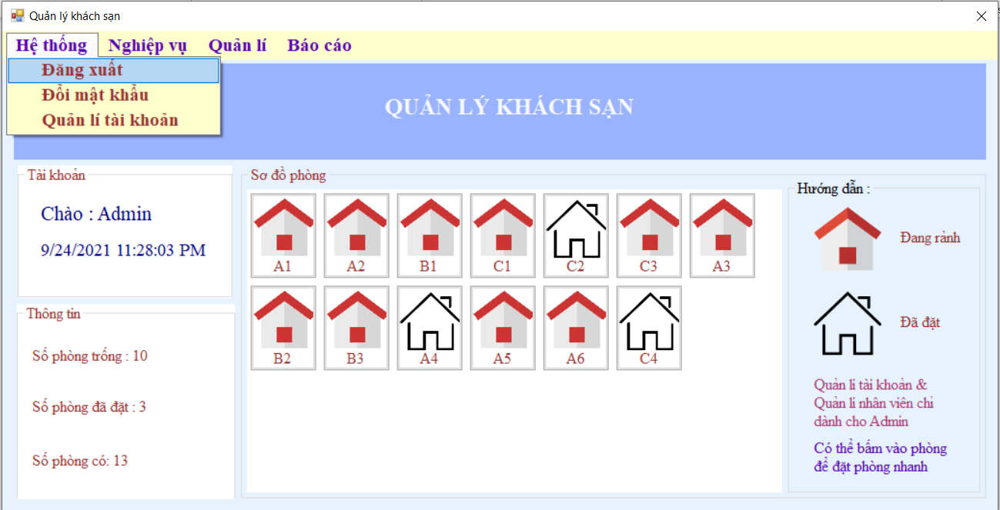 Quản lý khách sạn
Hệ thống Nghiệp vụ Quản lí Báo cáo
Đăng xuất
Đổi mật khẩu
Quản lí tài khoản
QUẢN LÝ KHÁCH SẠN
Tài khoản
Chào : Admin
9/24/2021 11:28:03 PM
Thông tin
Số phòng trống : 10
Số phòng đã đặt : 3
Số phòng có: 13
Sơ đồ phòng
A1 A2 B1 C1 C2 C3 A3
B2 B3 A4 A5 A6 C4
Hướng dẫn :
Đang rảnh
Đã đặt
Quản lí tài khoản &
Quản lí nhân viên chỉ
dành cho Admin
Có thể bấm vào phòng
để đặt phòng nhanh